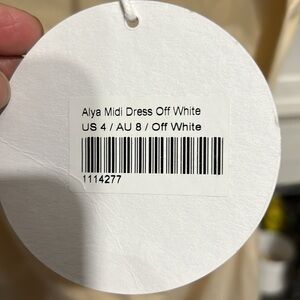 Alya Midi Dress Off White
US 4 / AU 8 / Off White
1114277